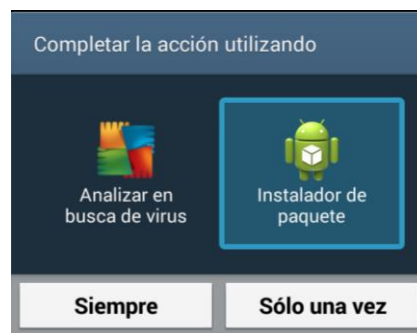 Completar la acción utilizando
Analizar en
busca de virus
Instalador de
paquete
Siempre
Sólo una vez